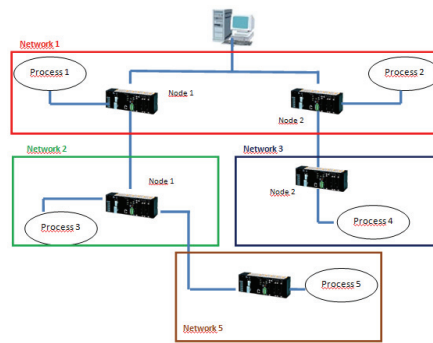 Network 1
Process 1
Process 2
Node 1
Node 2
Network 2
Network 3
Node 1
Node 2
Process 3
Process 4
Process 5
Network 5